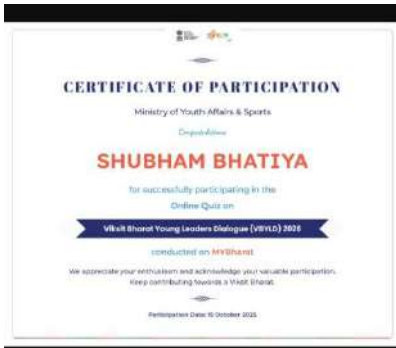 CERTIFICATE OF PARTICIPATION
Ministry of Youth Affairs & Sports
Congratulations
SHUBHAM BHATIYA
for successfully participating in the
Online Quiz on
Viksit Bharat Young Leaders Dialogue (VBYLD) 2026
conducted on MYBharat
We appreciate your enthusiasm and acknowledge your valuable participation.
Keep contributing towards a Viksit Bharat.
Participation Date: 15 October 2025